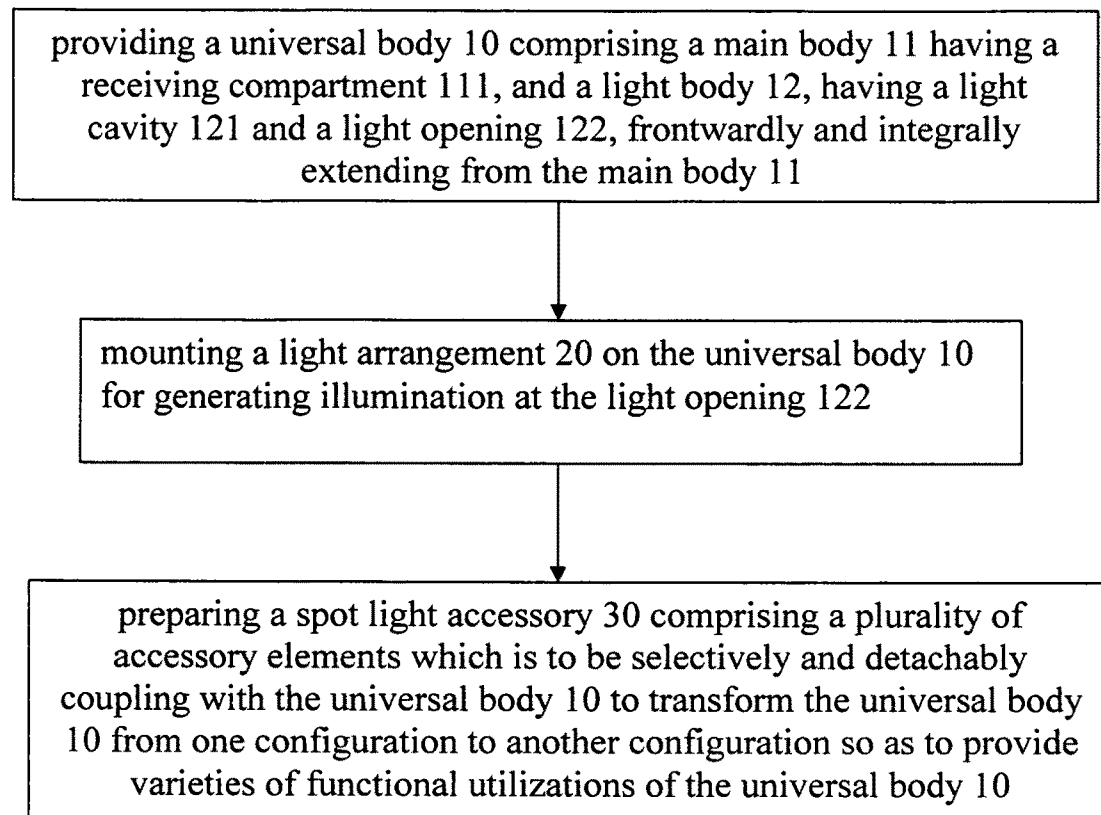 providing a universal body 10 comprising a main body 11 having a
receiving compartment 111, and a light body 12, having a light
cavity 121 and a light opening 122, frontwardly and integrally
extending from the main body 11
mounting a light arrangement 20 on the universal body 10
for generating illumination at the light opening 122
preparing a spot light accessory 30 comprising a plurality of
accessory elements which is to be selectively and detachably
coupling with the universal body 10 to transform the universal body
10 from one configuration to another configuration so as to provide
varieties of functional utilizations of the universal body 10